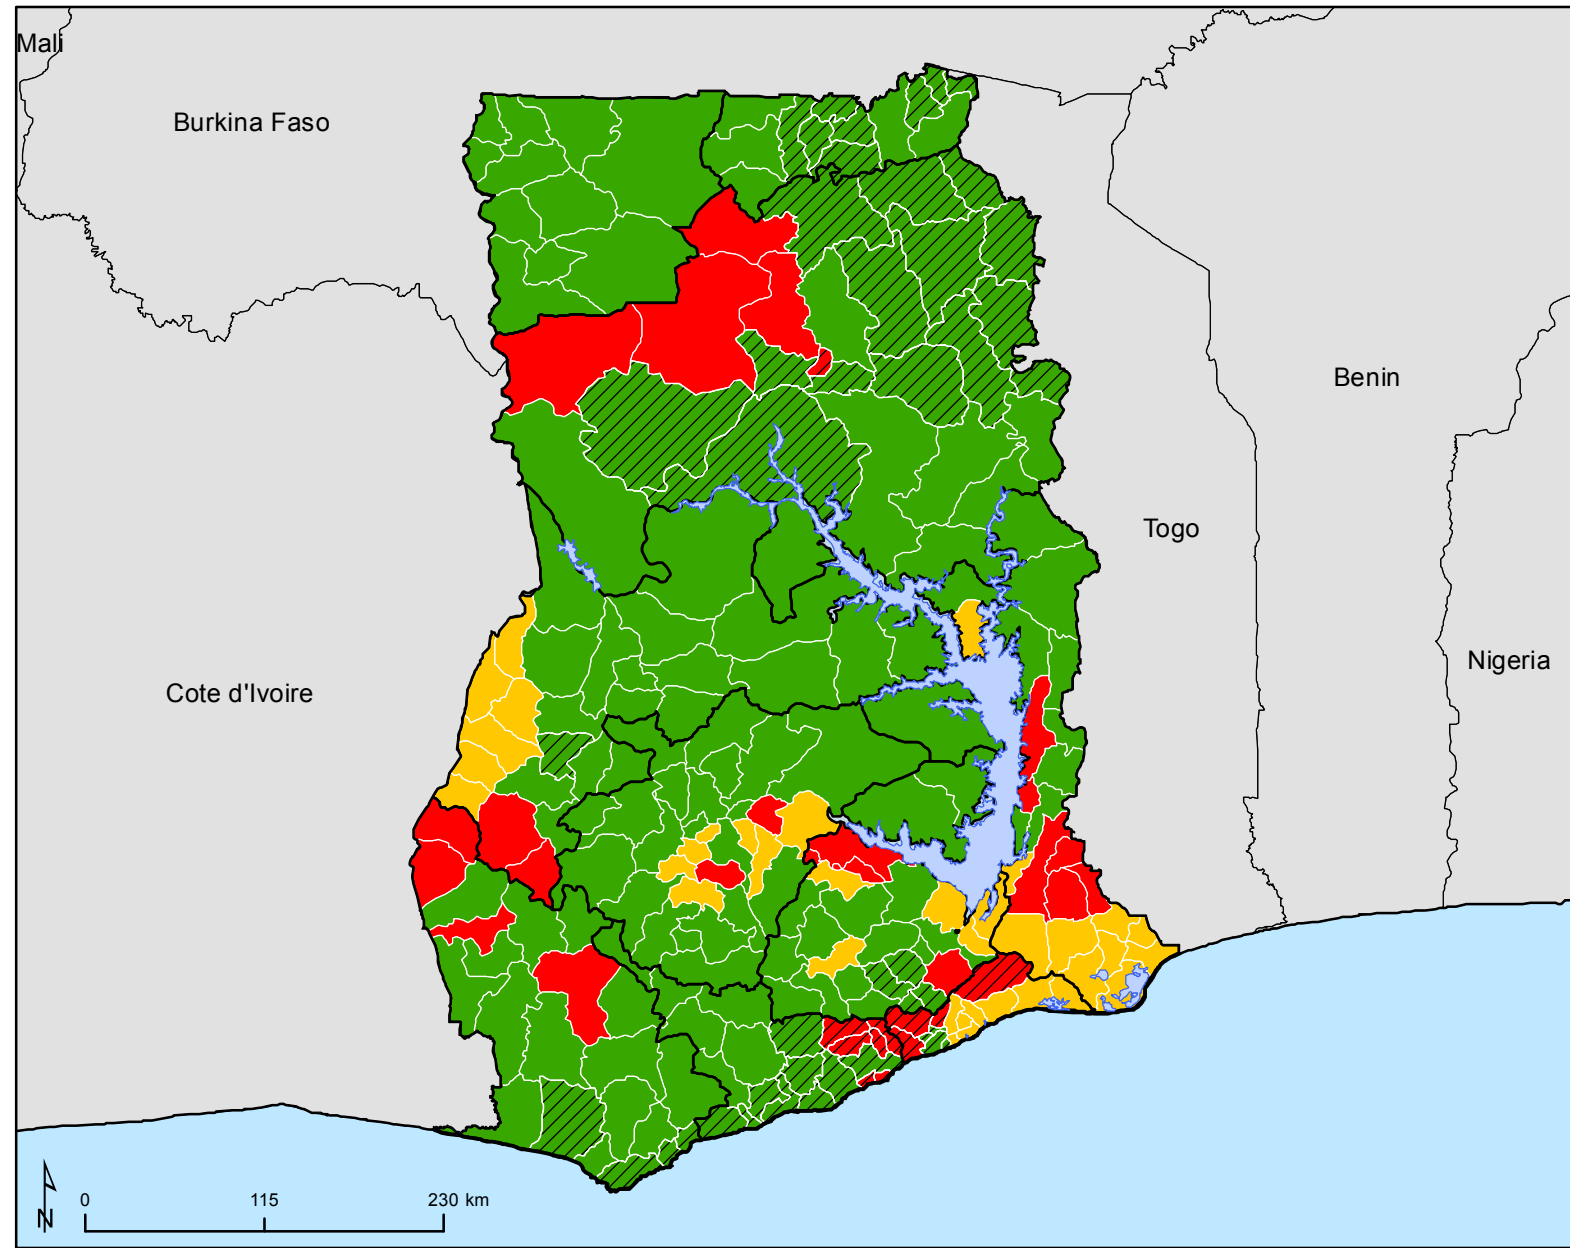 Mali
Burkina Faso
Benin
Togo
Nigeria
Cote d'Ivoire
N
0 115 230 km